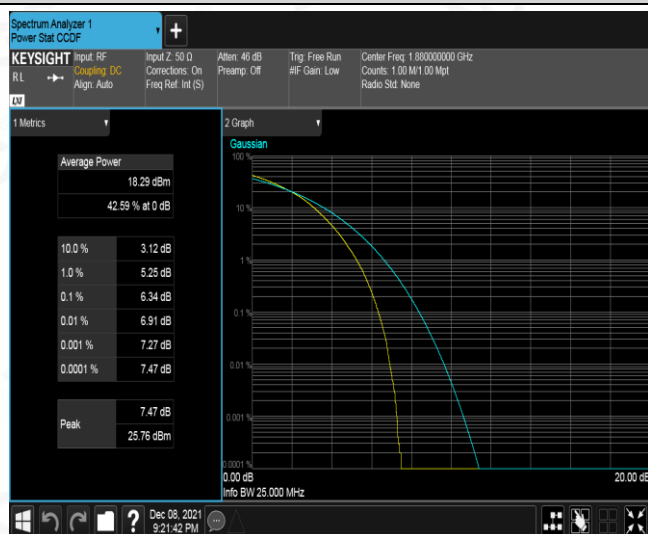 Spectrum Analyzer 1
Power Stat CCDF
+
KEYSIGHT
RL
LXI
Input: RF
Coupling: DC
Align: Auto
Input Z: 50 Ω
Corrections: On
Freq Ref: Int (S)
Atten: 46 dB
Preamp: Off
Trig: Free Run
#IF Gain: Low
Center Freq: 1.880000000 GHz
Counts: 1.00 M/1.00 Mpt
Radio Std: None
1 Metrics
Average Power
18.29 dBm
42.59 % at 0 dB
10.0 % 3.12 dB
1.0 % 5.25 dB
0.1 % 6.34 dB
0.01 % 6.91 dB
0.001 % 7.27 dB
0.0001 % 7.47 dB
Peak
7.47 dB
25.76 dBm
2 Graph
Gaussian
100 %
10 %
1 %
0.1 %
0.01 %
0.001 %
0.0001 %
0.00 dB
20.00 dB
Info BW 25.000 MHz
?
Dec 08, 2021
9:21:42 PM